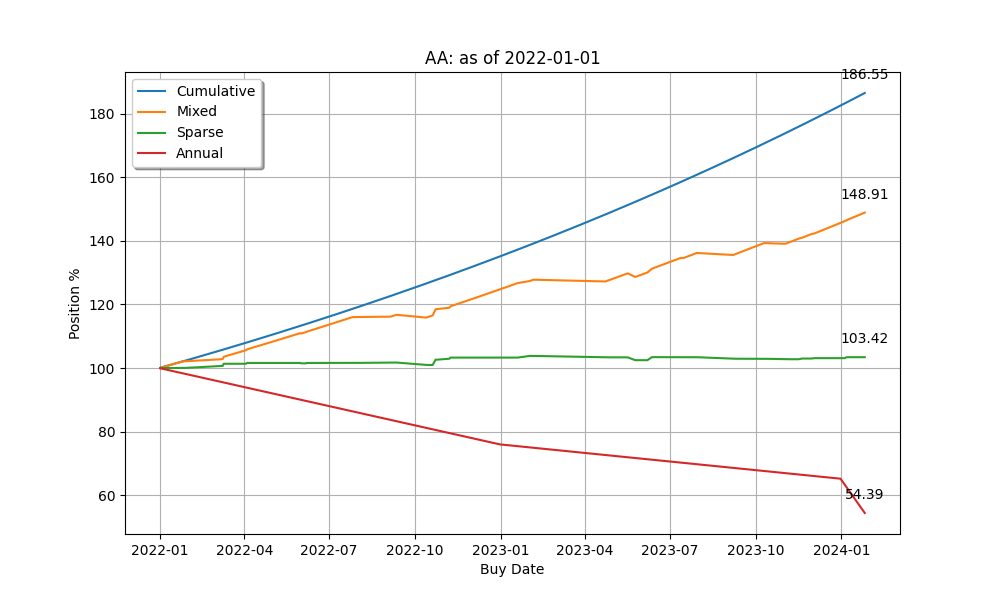 AA: as of 2022-01-01
Cumulative
Mixed
Sparse
Annual
186.55
148.91
103.42
54.39
180
160
140
120
100
80
60
Position %
2022-01 2022-04 2022-07 2022-10 2023-01 2023-04 2023-07 2023-10 2024-01
Buy Date